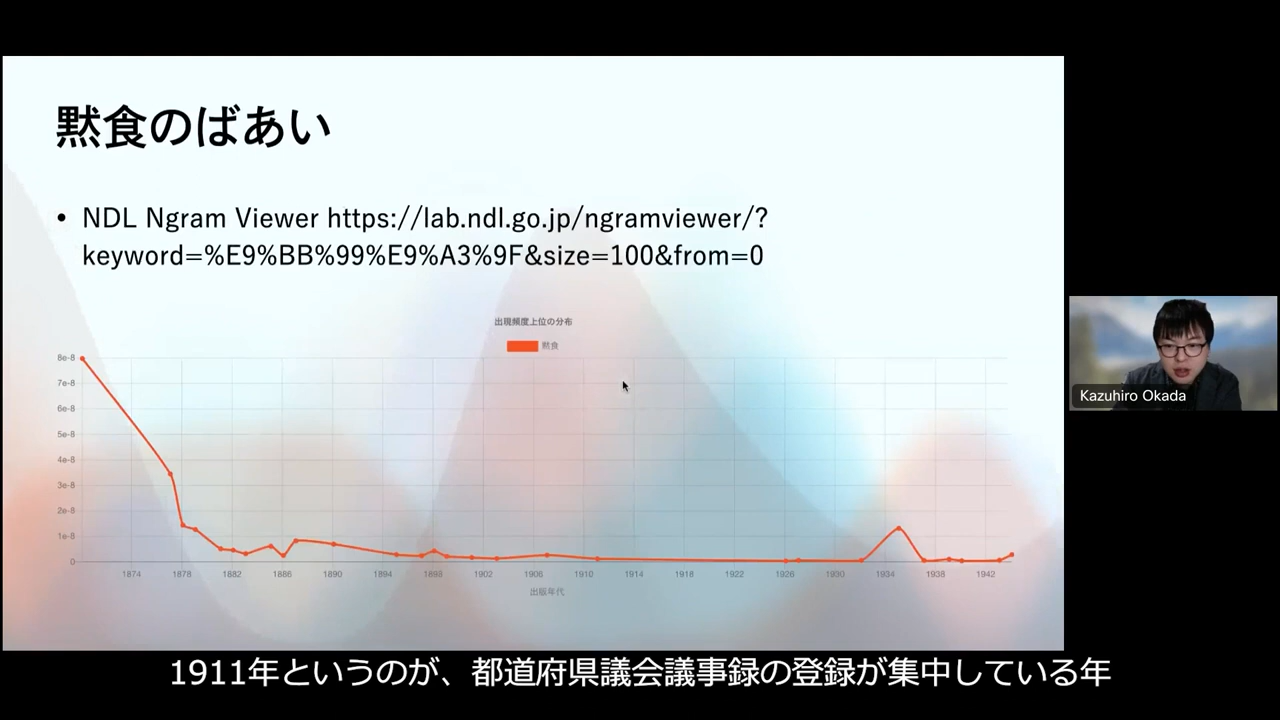 黙食のばあい
• NDL Ngram Viewer https://lab.ndl.go.jp/ngramviewer/?
keyword=%E9%BB%99%E9%A3%9F&size=100&from=0
出現頻度上位の分布
黙食
8e-8
7e-8
6e-8
5e-8
4e-8
3e-8
2e-8
1e-8
0
1874 1878 1882 1886 1890 1894 1898 1902 1906 1910 1914 1918 1922 1926 1930 1934 1938 1942
出版年代
Kazuhiro Okada
1911年というのが、都道府県議会議事録の登録が集中している年